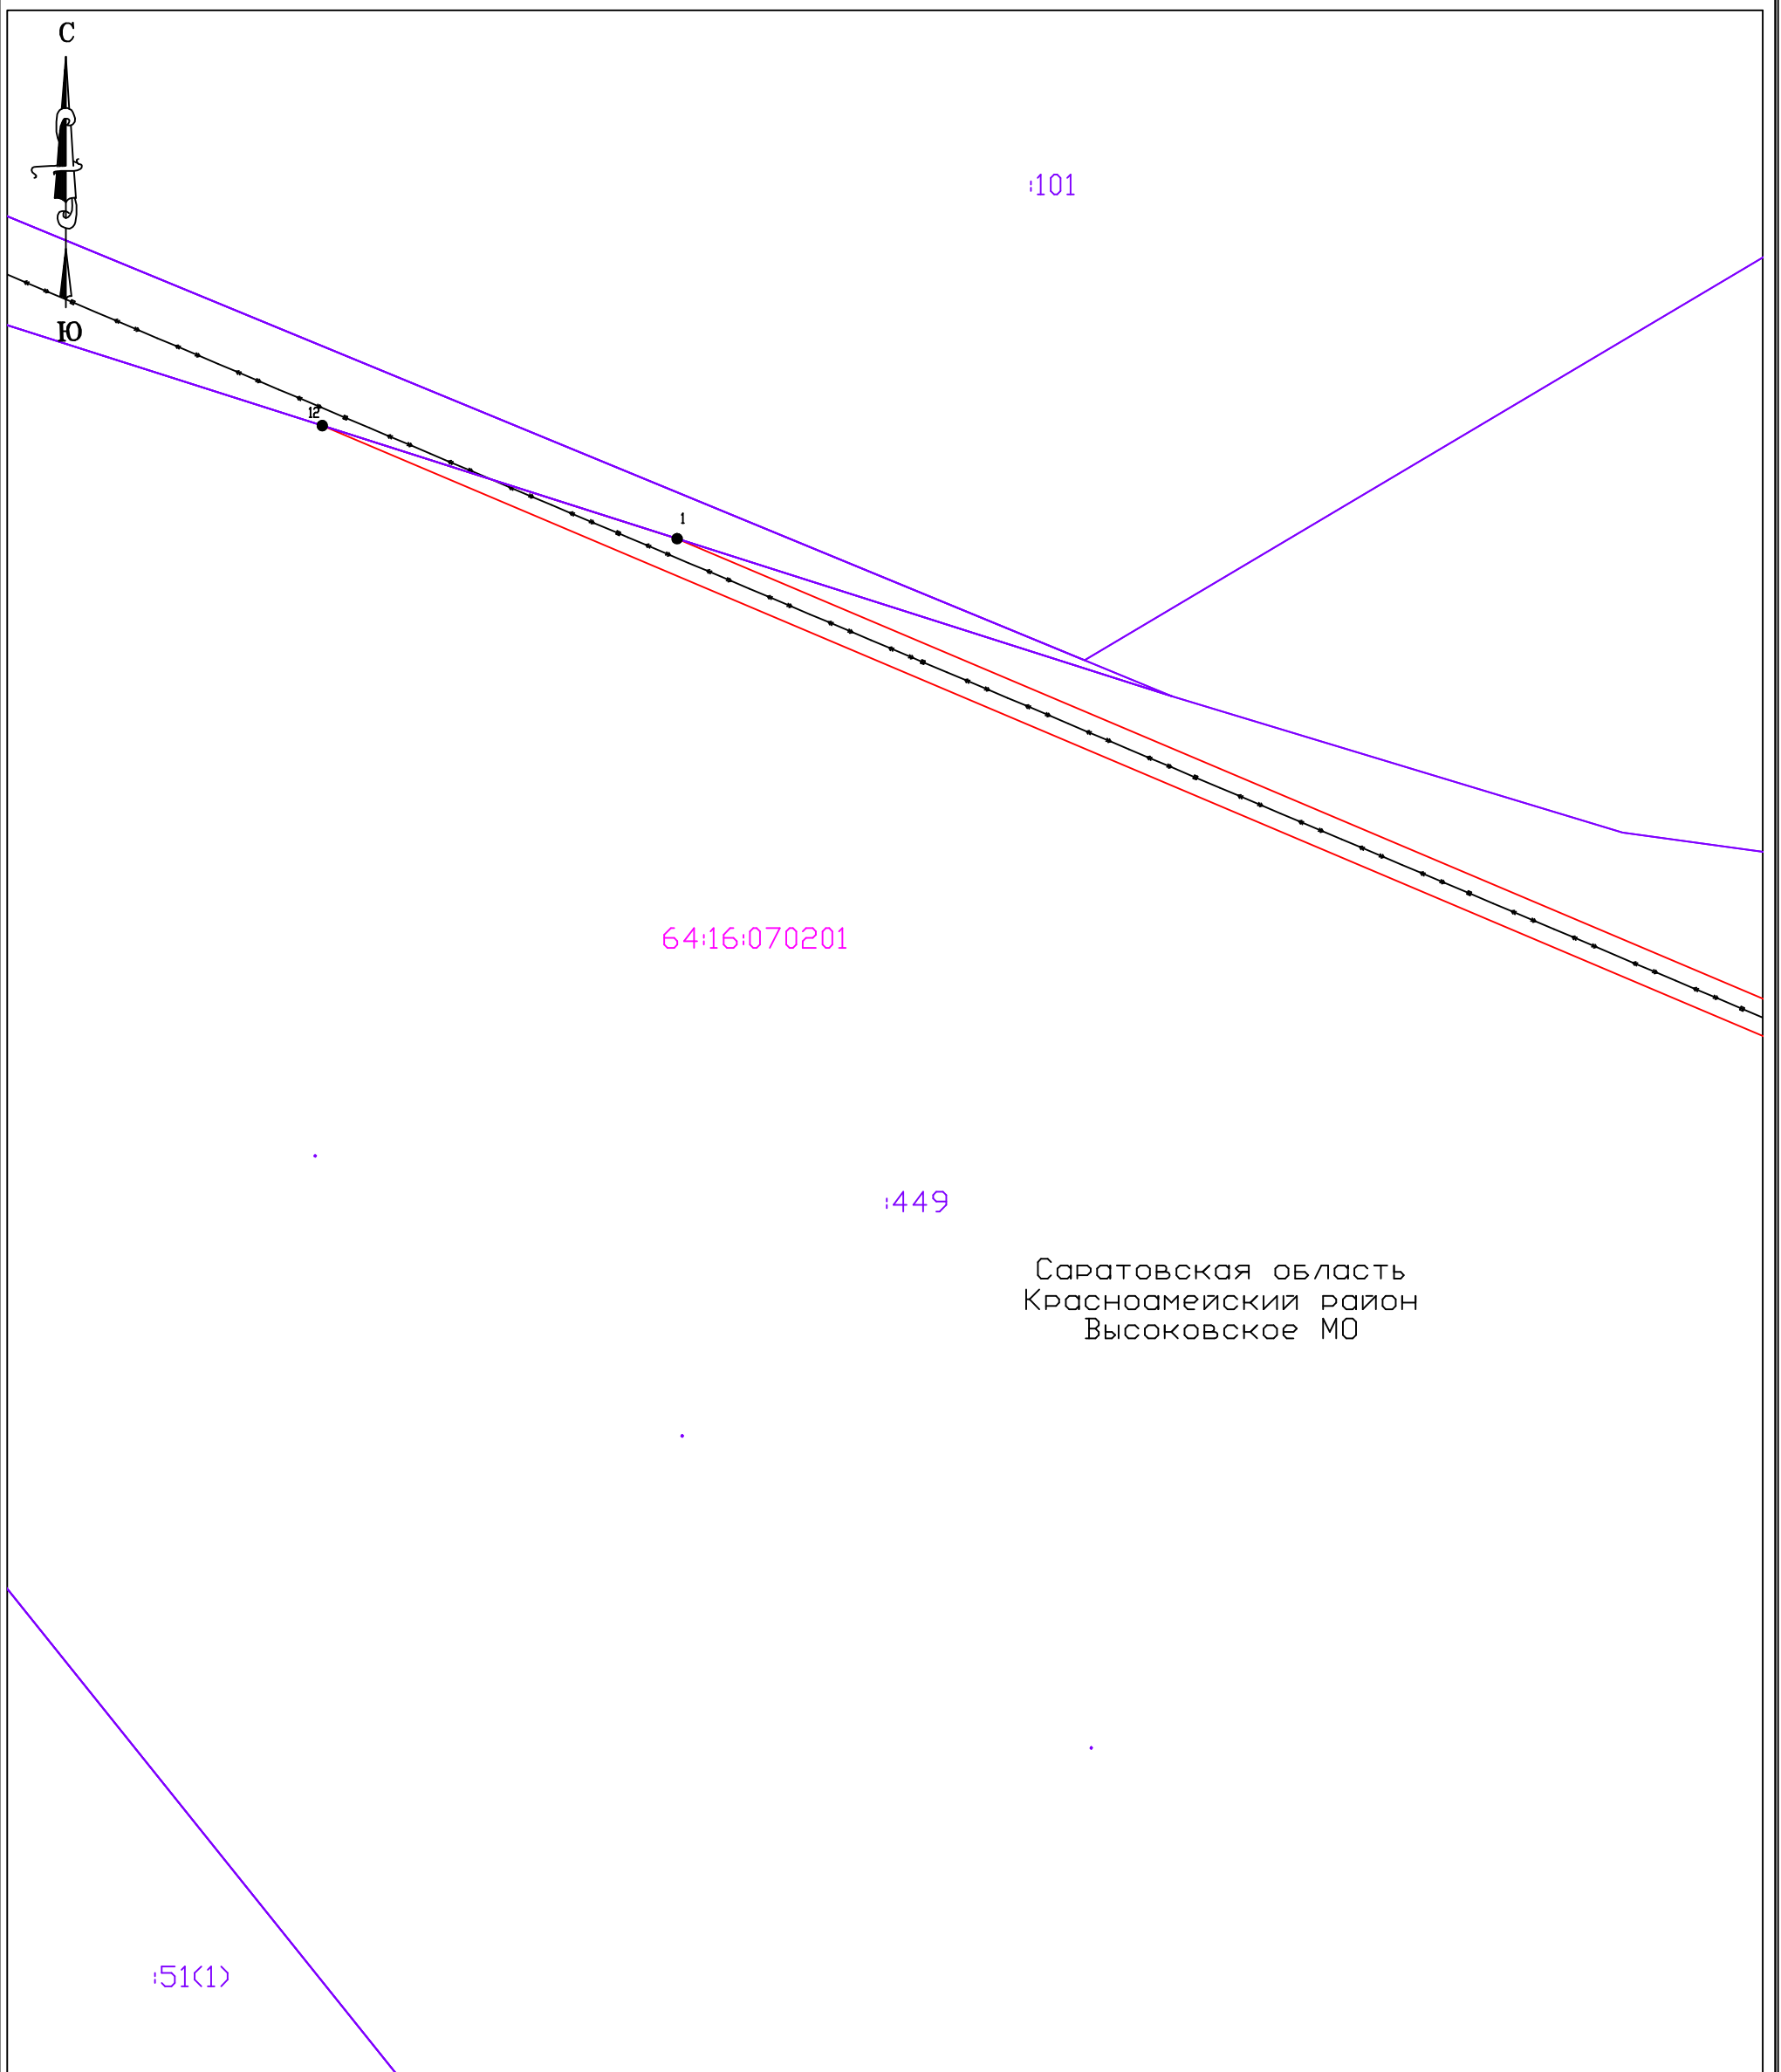 С
:101
Ю
12
1
64:16:070201
:449
Саратовская область
Красноамейский район
Высоковское МО
:51(1)